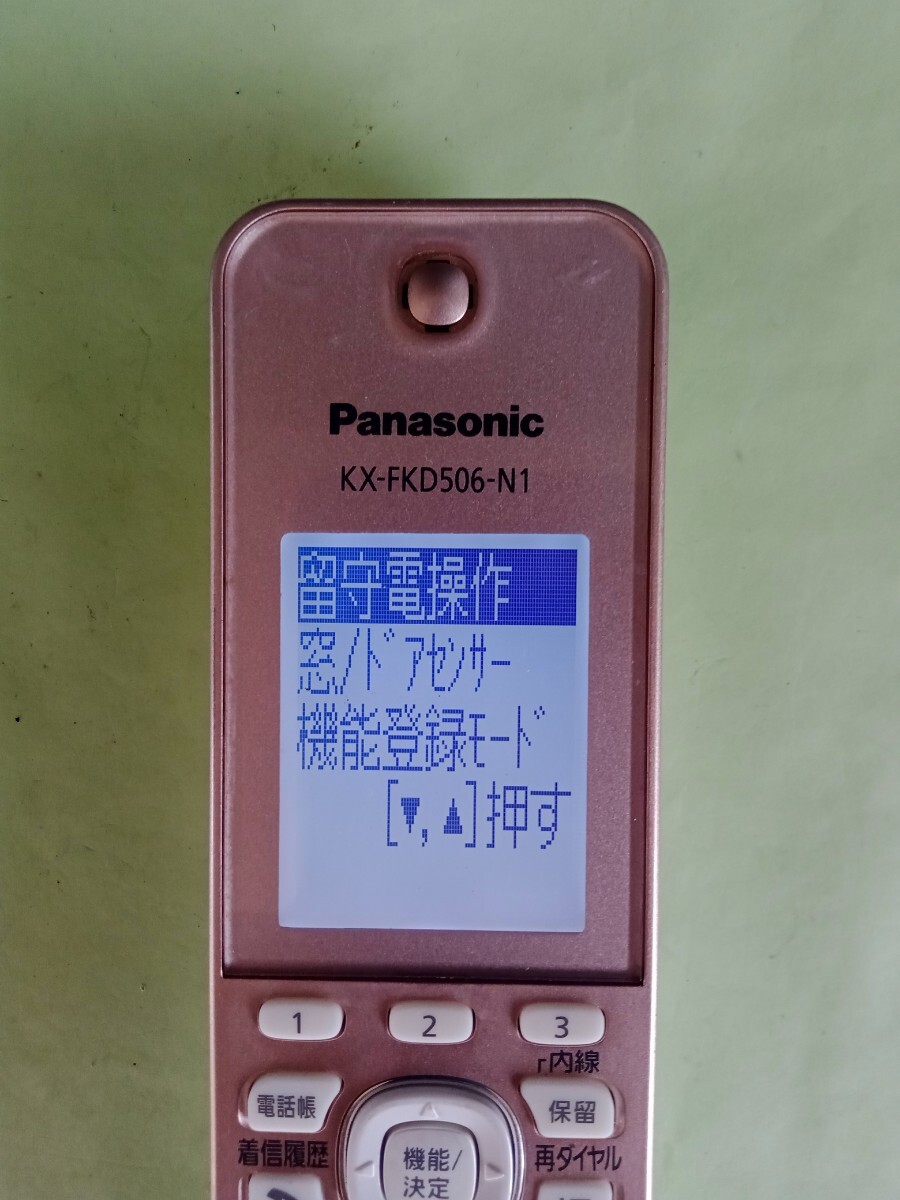 Panasonic
KX-FKD506-N1
留守電操作
窓/ドアセンサー
機能登録モード
[▼,▲]押す
1
2
3
┌内線
電話帳
保留
着信履歴
機能/
決定
再ダイヤル